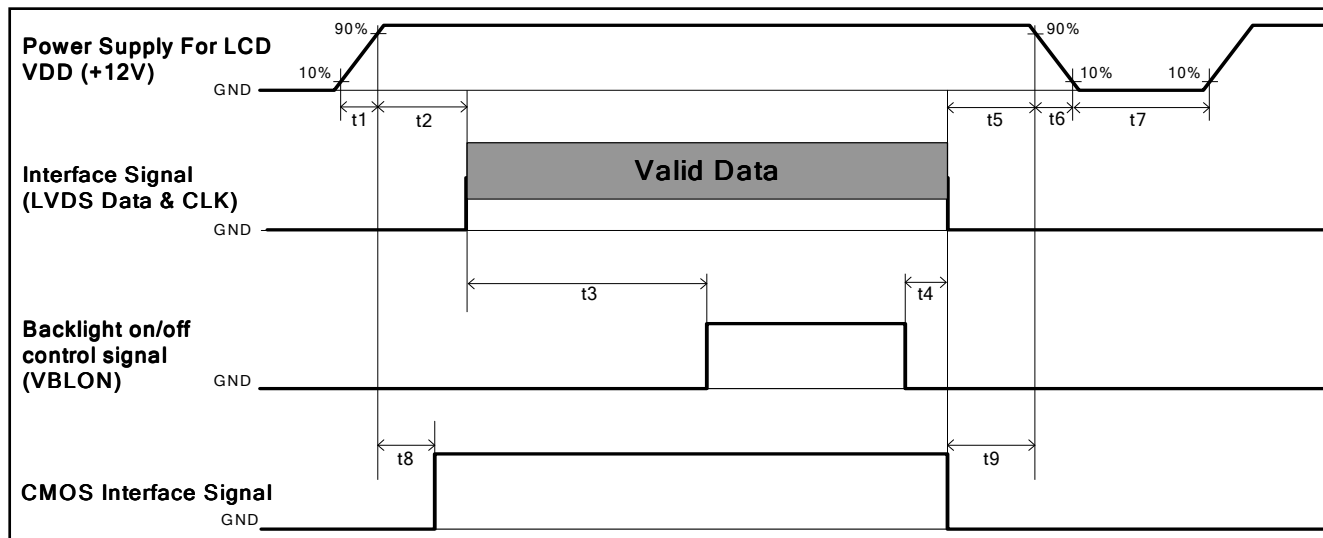 90%
90%
Power Supply For LCD
VDD (+12V)
10%
10%
10%
GND
t1
t2
t5
t6
t7
Valid Data
Interface Signal
(LVDS Data & CLK)
GND
t3
t4
Backlight on/off
control signal
(VBLON)
GND
t8
t9
CMOS Interface Signal
GND